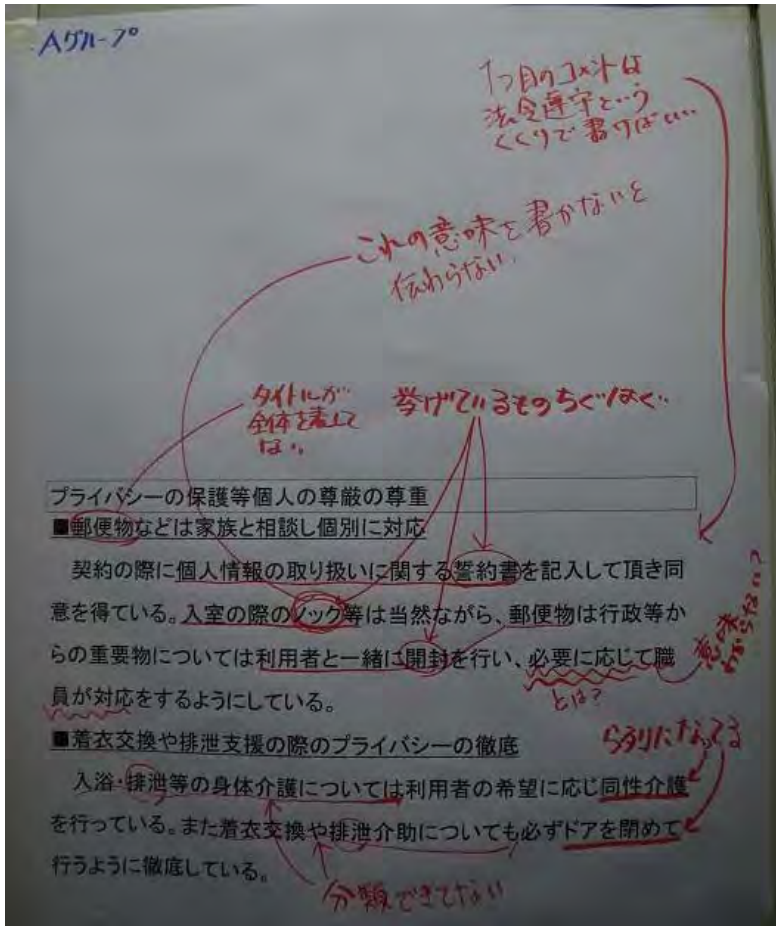 Aグループ
1つ目のコメントは
法令遵守という
くくりで書けばいい…
これの意味を書かないと
伝わらない。
タイトルが
全体を著して
ない。
挙げているものちぐはぐ…
プライバシーの保護等個人の尊厳の尊重
■郵便物などは家族と相談し個別に対応
契約の際に個人情報の取り扱いに関する誓約書を記入して頂き同
意を得ている。入室の際のノック等は当然ながら、郵便物は行政等か
らの重要物については利用者と一緒に開封を行い、必要に応じて職
員が対応をするようにしている。
とは?
意味
わからない?
■着衣交換や排泄支援の際のプライバシーの徹底
入浴・排泄等の身体介護については利用者の希望に応じ同性介護
を行っている。また着衣交換や排泄介助についても必ずドアを閉めて
行うように徹底している。
になってる
分類できてない